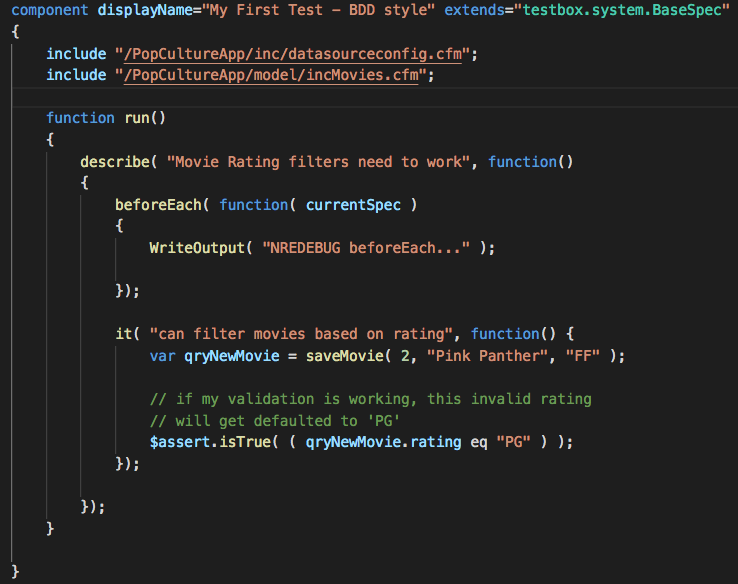 component displayName="My First Test – BDD style" extends="testbox.system.BaseSpec"
{
    include "/PopCultureApp/inc/datasourceconfig.cfm";
    include "/PopCultureApp/model/incMovies.cfm";

    function run()
    {
        describe( "Movie Rating filters need to work", function()
        {
            beforeEach( function( currentSpec )
            {
                WriteOutput( "NREDEBUG beforeEach..." );

            });

            it( "can filter movies based on rating", function() {
                var qryNewMovie = saveMovie( 2, "Pink Panther", "FF" );

                // if my validation is working, this invalid rating
                // will get defaulted to 'PG'
                $assert.isTrue( ( qryNewMovie.rating eq "PG" ) );
            });

        });
    }

}